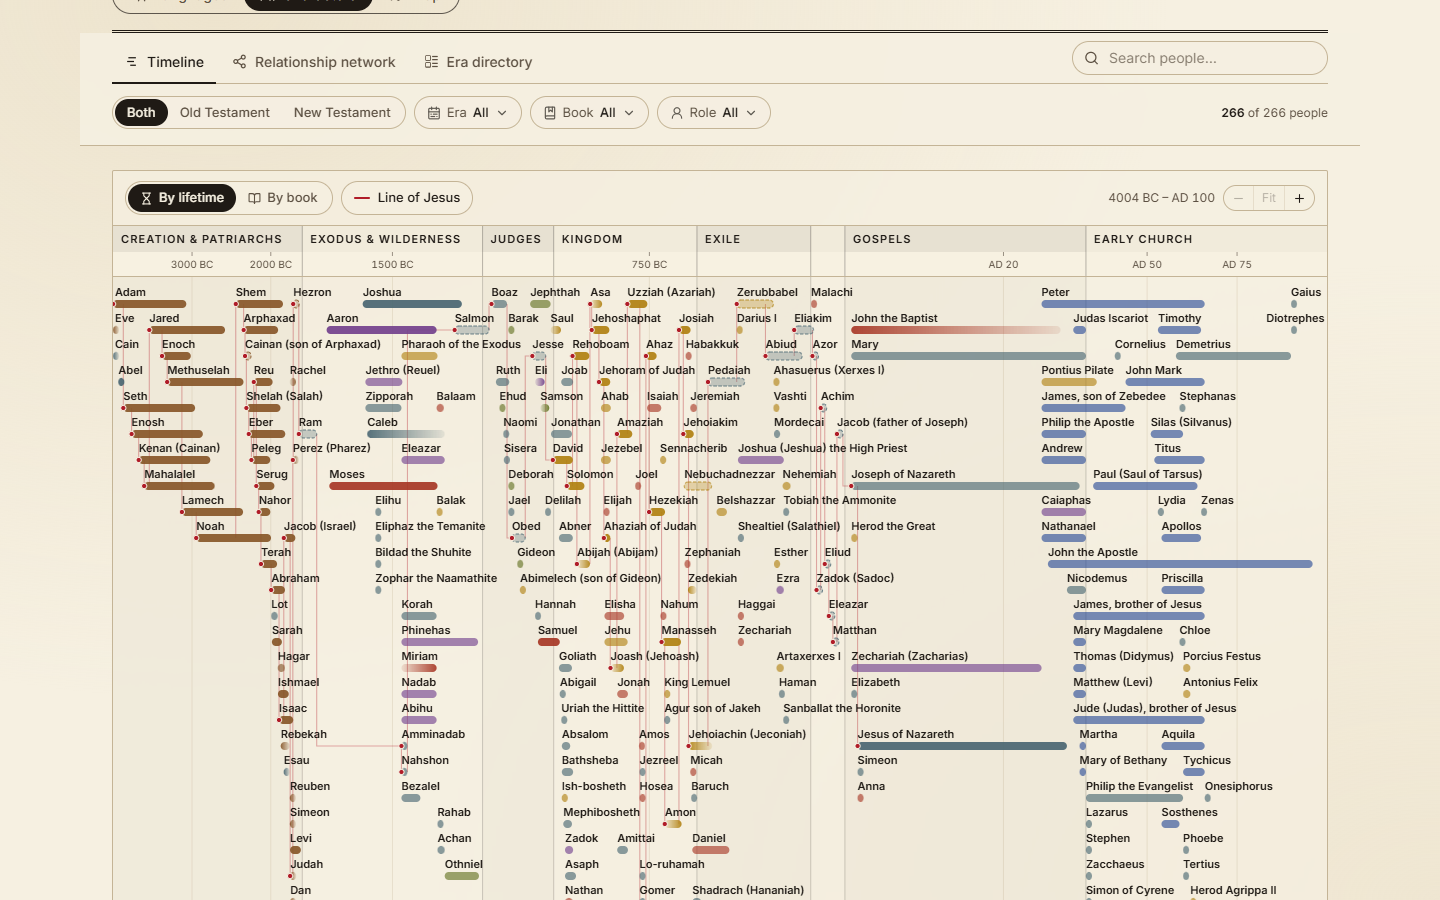 Timeline Relationship network Era directory Search people...
Both Old Testament New Testament Era All Book All Role All 266 of 266 people
By lifetime By book Line of Jesus 4004 BC – AD 100 − Fit +
CREATION & PATRIARCHS EXODUS & WILDERNESS JUDGES KINGDOM EXILE GOSPELS EARLY CHURCH
3000 BC 2000 BC 1500 BC 750 BC AD 20 AD 50 AD 75
Adam Shem Hezron Joshua Boaz Jephthah Asa Uzziah (Azariah) Zerubbabel Malachi Peter Gaius
Eve Jared Arphaxad Aaron Salmon Barak Saul Jehoshaphat Josiah Darius I Eliakim John the Baptist Judas Iscariot Timothy Diotrephes
Cain Enoch Cainan (son of Arphaxad) Pharaoh of the Exodus Jesse Rehoboam Ahaz Habakkuk Abiud Azor Mary Cornelius Demetrius
Abel Methuselah Reu Rachel Jethro (Reuel) Ruth Eli Joab Jehoram of Judah Pedaiah Ahasuerus (Xerxes I) Pontius Pilate John Mark
Seth Shelah (Salah) Zipporah Balaam Ehud Samson Ahab Isaiah Jeremiah Vashti Achim James, son of Zebedee Stephanas
Enosh Eber Ram Caleb Naomi Jonathan Amaziah Jehoiakim Mordecai Jacob (father of Joseph) Philip the Apostle Silas (Silvanus)
Kenan (Cainan) Peleg Perez (Pharez) Eleazar Sisera David Jezebel Sennacherib Joshua (Jeshua) the High Priest Andrew Titus
Mahalalel Serug Moses Deborah Solomon Joel Nebuchadnezzar Nehemiah Joseph of Nazareth Paul (Saul of Tarsus)
Lamech Nahor Elihu Balak Jael Delilah Elijah Hezekiah Belshazzar Tobiah the Ammonite Caiaphas Lydia Zenas
Noah Jacob (Israel) Eliphaz the Temanite Obed Abner Ahaziah of Judah Shealtiel (Salathiel) Herod the Great Nathanael Apollos
Terah Bildad the Shuhite Gideon Abijah (Abijam) Zephaniah Esther Eliud John the Apostle
Abraham Zophar the Naamathite Abimelech (son of Gideon) Zedekiah Ezra Zadok (Sadoc) Nicodemus Priscilla
Lot Korah Hannah Elisha Nahum Haggai Eleazar James, brother of Jesus
Sarah Phinehas Samuel Jehu Manasseh Zechariah Matthan Mary Magdalene Chloe
Hagar Miriam Goliath Joash (Jehoash) Artaxerxes I Zechariah (Zacharias) Thomas (Didymus) Porcius Festus
Ishmael Nadab Abigail Jonah King Lemuel Haman Elizabeth Matthew (Levi) Antonius Felix
Isaac Abihu Uriah the Hittite Agur son of Jakeh Sanballat the Horonite Jude (Judas), brother of Jesus
Rebekah Amminadab Absalom Amos Jehoiachin (Jeconiah) Jesus of Nazareth Martha Aquila
Esau Nahshon Bathsheba Jezreel Micah Simeon Mary of Bethany Tychicus
Reuben Bezalel Ish-bosheth Hosea Baruch Anna Philip the Evangelist Onesiphorus
Simeon Rahab Mephibosheth Amon Lazarus Sosthenes
Levi Achan Zadok Amittai Daniel Stephen Phoebe
Judah Othniel Asaph Lo-ruhamah Zacchaeus Tertius
Dan Nathan Gomer Shadrach (Hananiah) Simon of Cyrene Herod Agrippa II